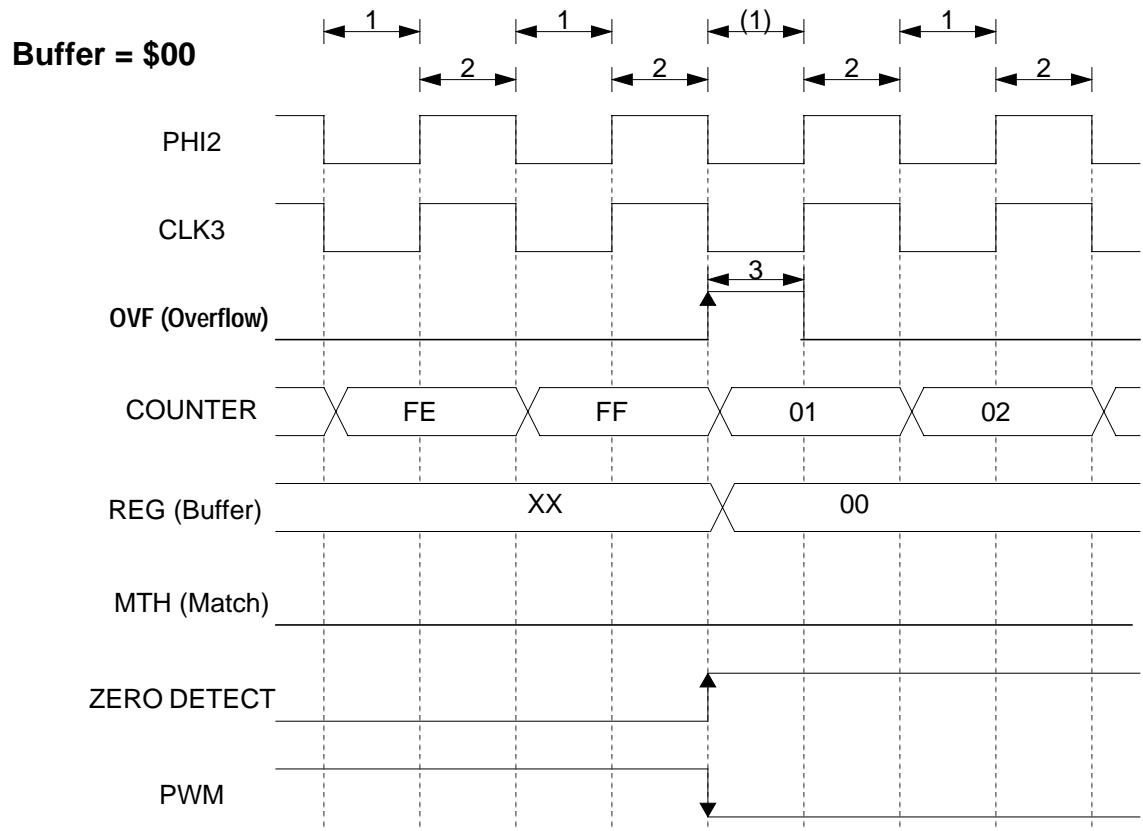 1 1 (1) 1
Buffer = $00
2 2 2 2
PHI2
CLK3
3
OVF (Overflow)
COUNTER FE FF 01 02
REG (Buffer) XX 00
MTH (Match)
ZERO DETECT
PWM